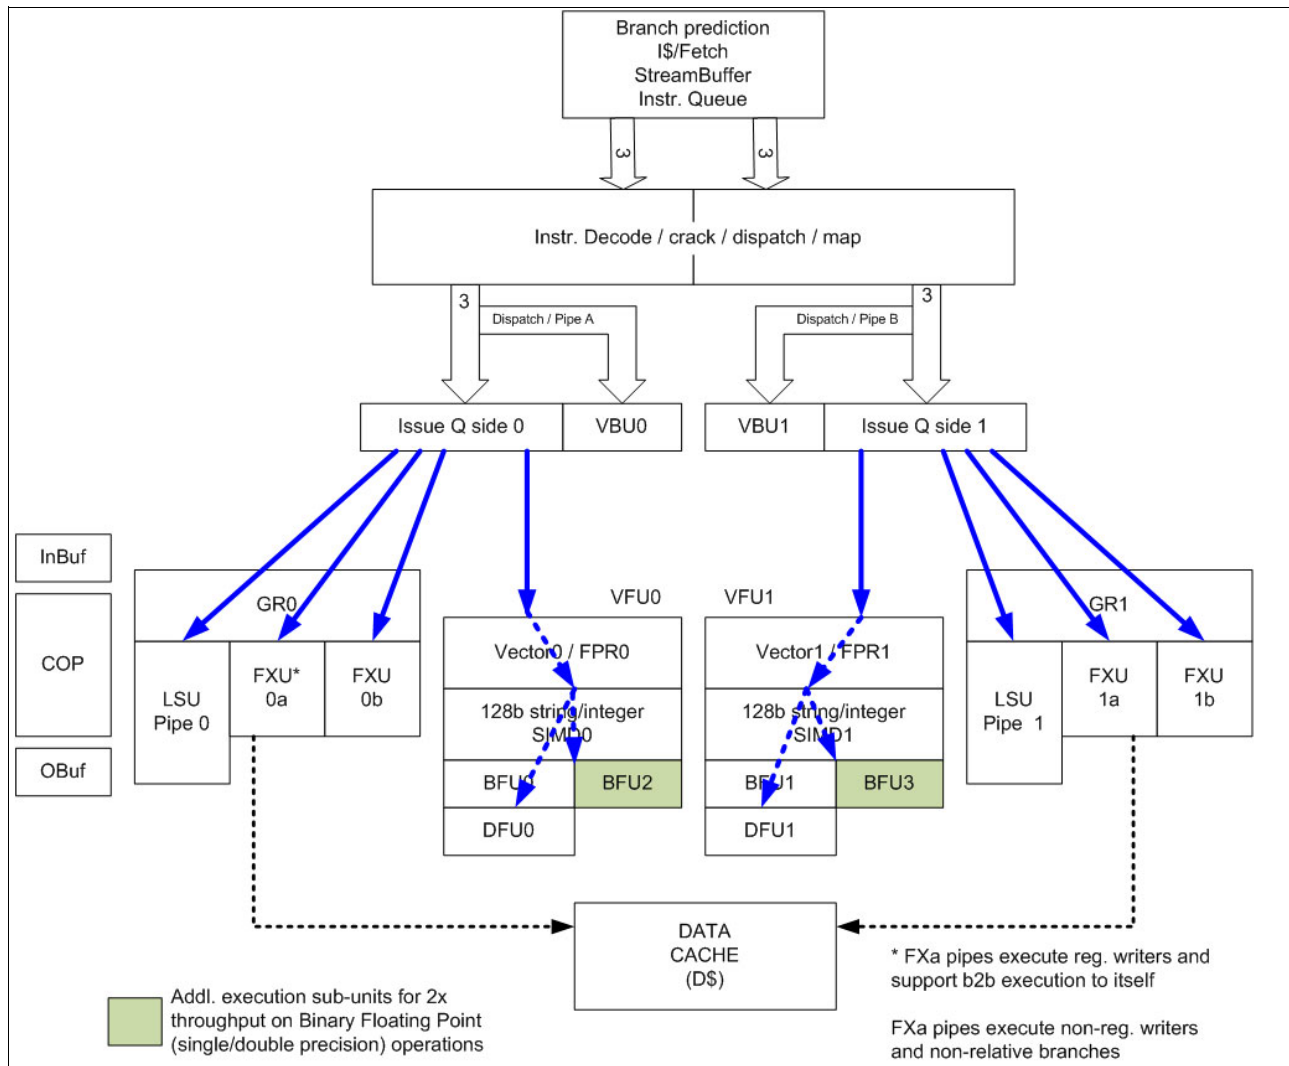 Branch prediction
I$/Fetch
StreamBuffer
Instr. Queue
3
3
Instr. Decode / crack / dispatch / map
3
3
Dispatch / Pipe A
Dispatch / Pipe B
Issue Q side 0
VBU0
VBU1
Issue Q side 1
InBuf
COP
OBuf
GR0
LSU
Pipe 0
FXU*
0a
FXU
0b
VFU0
VFU1
Vector0 / FPR0
128b string/integer
SIMD0
BFU0
BFU2
DFU0
Vector1 / FPR1
128b string/integer
SIMD1
BFU1
BFU3
DFU1
GR1
LSU
Pipe 1
FXU
1a
FXU
1b
DATA
CACHE
(D$)
Addl. execution sub-units for 2x
throughput on Binary Floating Point
(single/double precision) operations
* FXa pipes execute reg. writers and
support b2b execution to itself
FXa pipes execute non-reg. writers
and non-relative branches